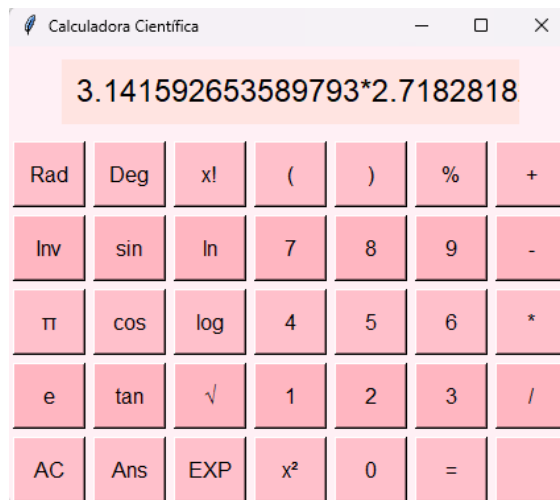 Calculadora Científica
3.141592653589793*2.7182818
Rad Deg x! ( ) % +
Inv sin ln 7 8 9 -
π cos log 4 5 6 *
e tan √ 1 2 3 /
AC Ans EXP x² 0 =